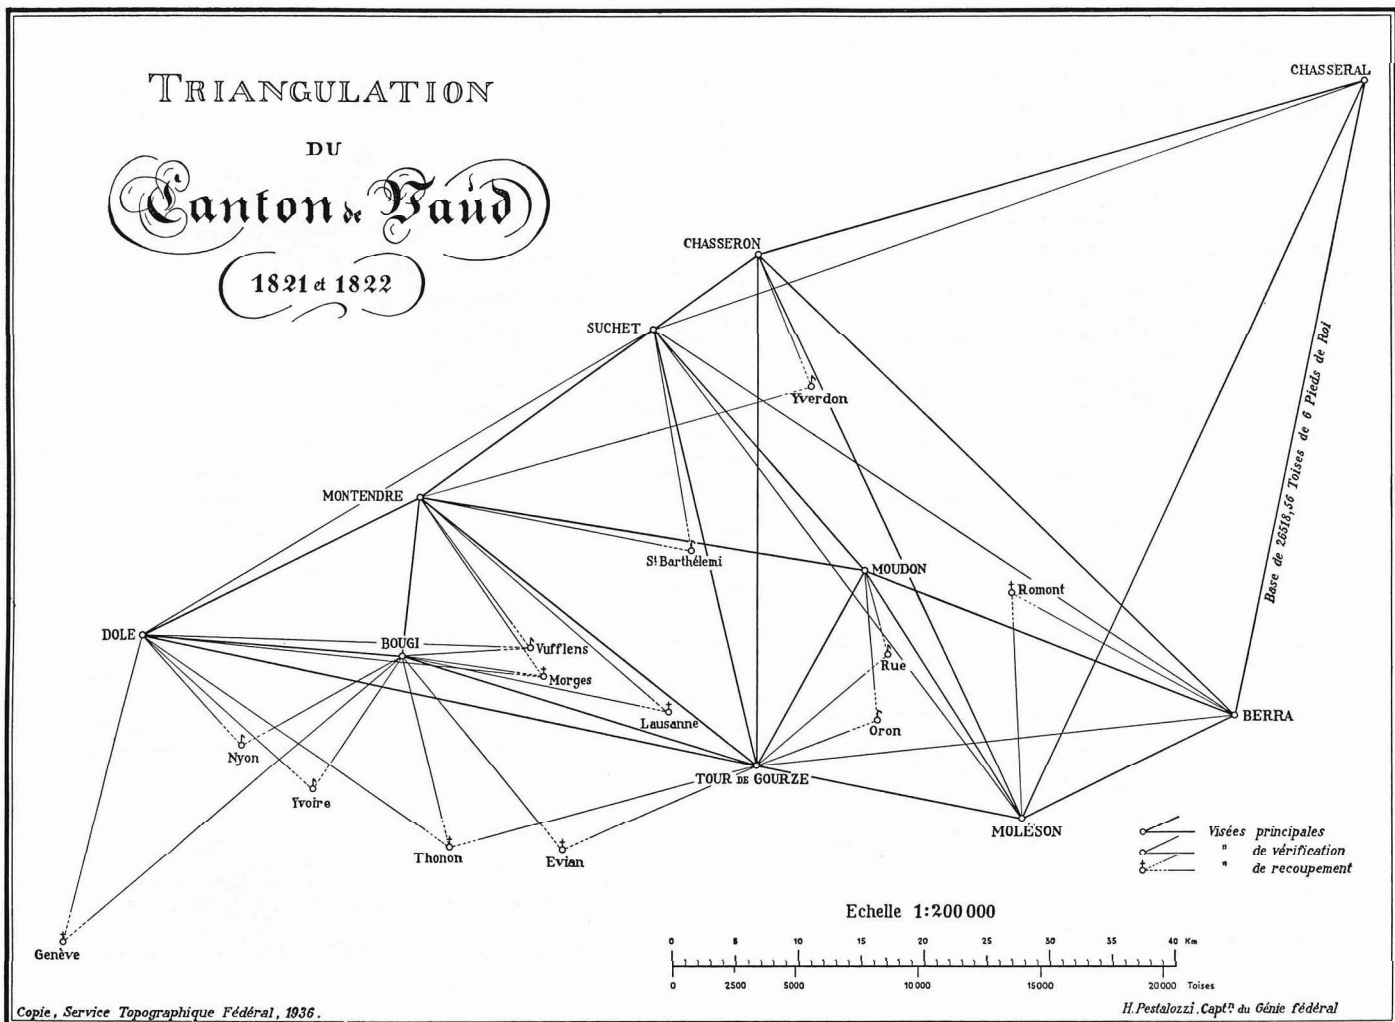 TRIANGULATION
DU
Canton de Vaud
1821 et 1822
CHASSERAL
CHASSERON
SUCHET
Yverdon
Base de 26518,56 Toises de 6 Pieds de Roi
MONTENDRE
St Barthélemi
MOUDON
Romont
DOLE
BOUGI
Vufflens
Morges
Rue
Lausanne
Oron
BERRA
Nyon
TOUR DE GOURZE
Yvoire
MOLÉSON
Thonon
Evian
Visées principales
" de vérification
" de recoupement
Genève
Echelle 1:200 000
0 5 10 15 20 25 30 35 40 Km
0 2500 5000 10000 15000 20000 Toises
Copie, Service Topographique Fédéral, 1936.
H. Pestalozzi, Captn du Génie fédéral